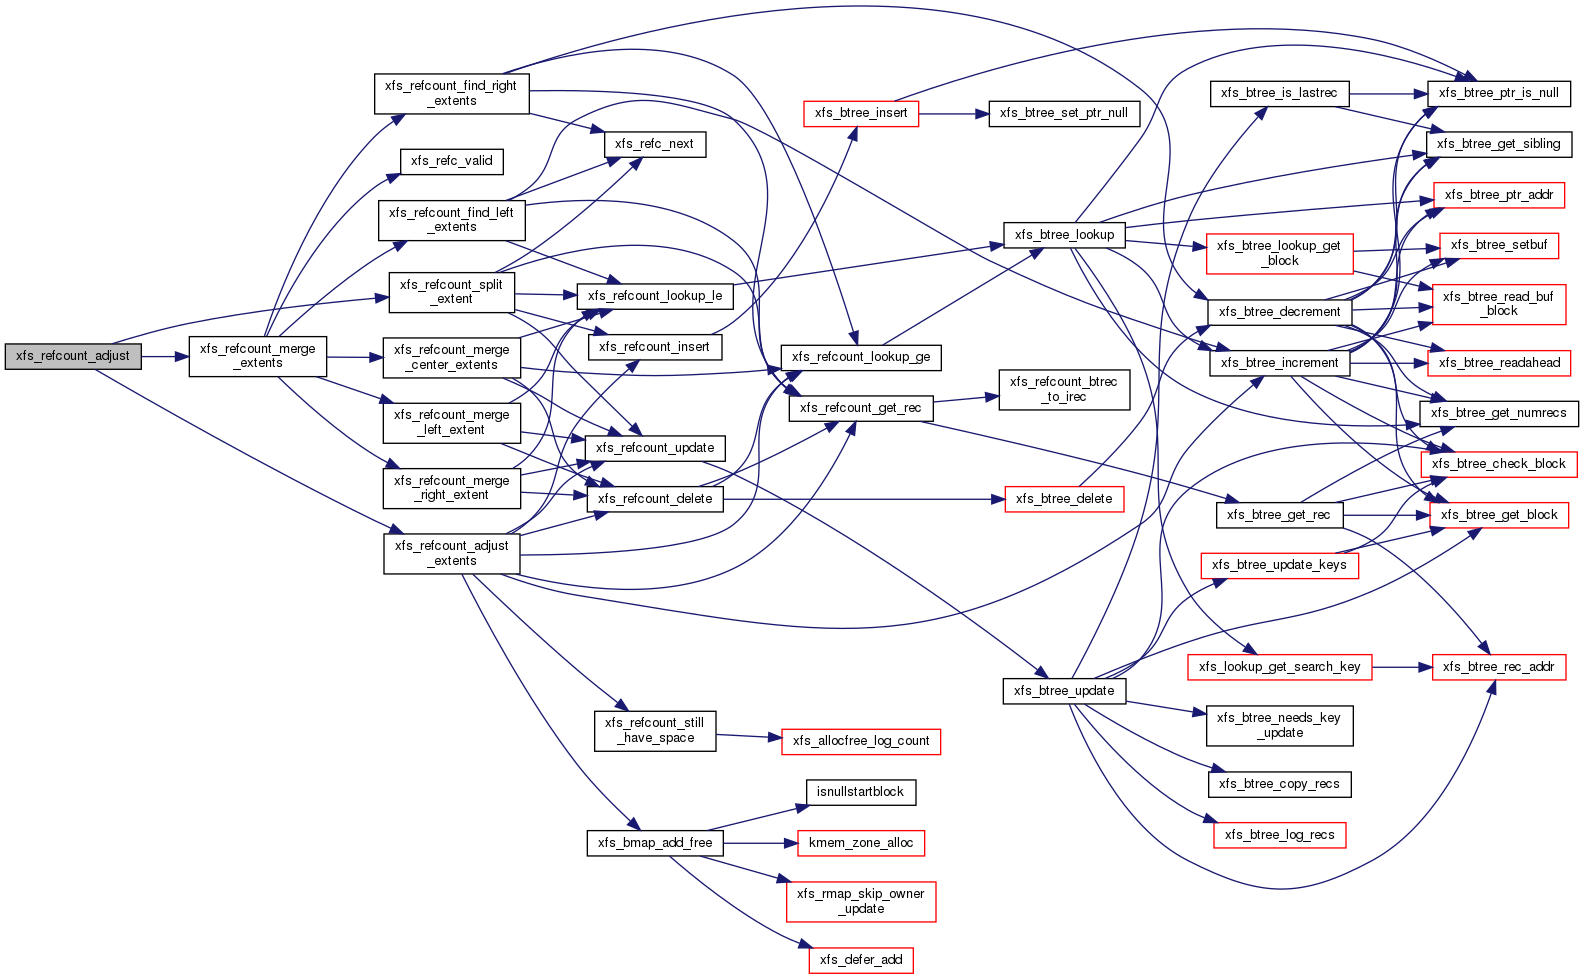 xfs_refcount_adjust
xfs_refcount_merge
_extents
xfs_refcount_find_right
_extents
xfs_refc_valid
xfs_refcount_find_left
_extents
xfs_refcount_split
_extent
xfs_refcount_merge
_center_extents
xfs_refcount_merge
_left_extent
xfs_refcount_merge
_right_extent
xfs_refcount_adjust
_extents
xfs_refc_next
xfs_refcount_lookup_le
xfs_refcount_insert
xfs_refcount_update
xfs_refcount_delete
xfs_refcount_still
_have_space
xfs_bmap_add_free
xfs_btree_insert
xfs_refcount_lookup_ge
xfs_refcount_get_rec
xfs_allocfree_log_count
isnullstartblock
kmem_zone_alloc
xfs_rmap_skip_owner
_update
xfs_defer_add
xfs_btree_set_ptr_null
xfs_btree_lookup
xfs_refcount_btrec
_to_irec
xfs_btree_delete
xfs_btree_update
xfs_btree_is_lastrec
xfs_btree_lookup_get
_block
xfs_btree_decrement
xfs_btree_increment
xfs_btree_get_rec
xfs_btree_update_keys
xfs_lookup_get_search_key
xfs_btree_needs_key
_update
xfs_btree_copy_recs
xfs_btree_log_recs
xfs_btree_ptr_is_null
xfs_btree_get_sibling
xfs_btree_ptr_addr
xfs_btree_setbuf
xfs_btree_read_buf
_block
xfs_btree_readahead
xfs_btree_get_numrecs
xfs_btree_check_block
xfs_btree_get_block
xfs_btree_rec_addr